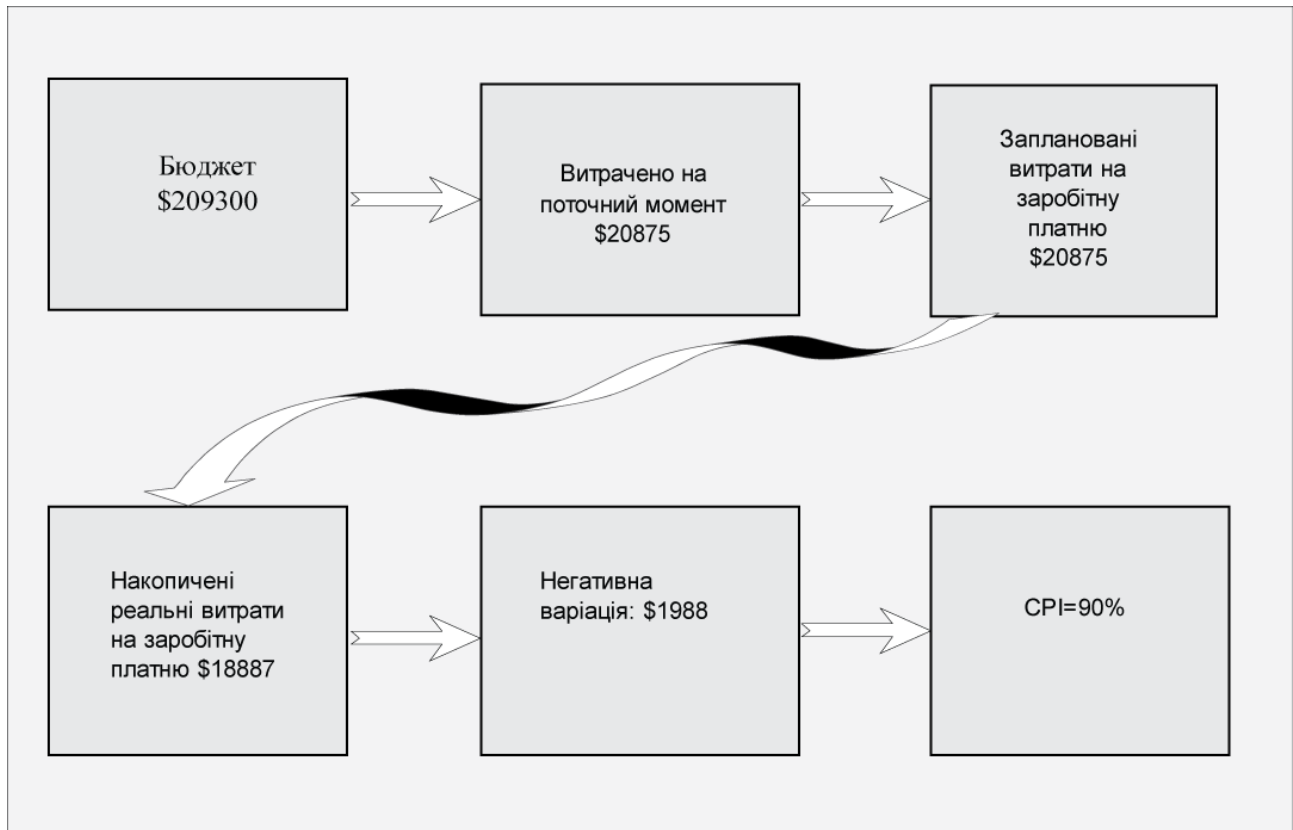 Бюджет
$209300
Витрачено на
поточний момент
$20875
Заплановані
витрати на
заробітну
платню
$20875
Накопичені
реальні витрати
на заробітну
платню $18887
Негативна
варіація: $1988
CPI=90%